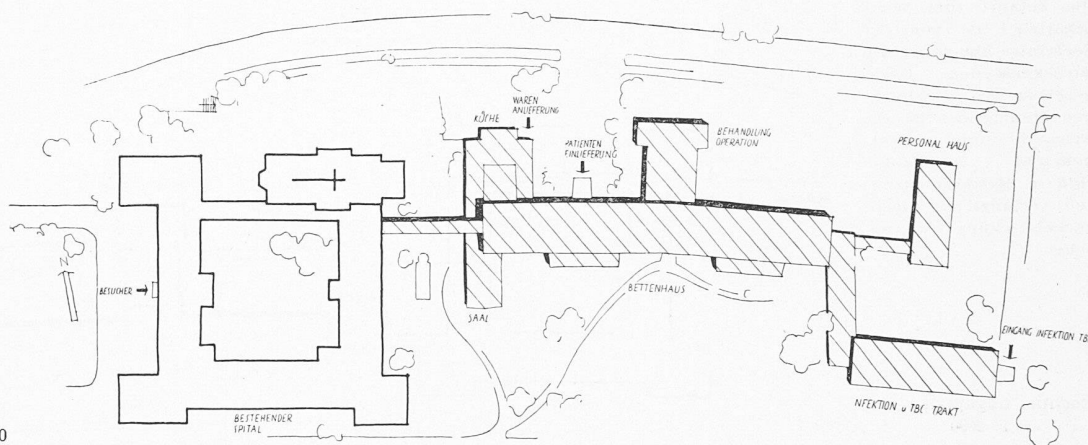 WAREN
ANLIEFERUNG
KÜCHE
PATIENTEN
EINLIEFERUNG
BEHANDLUNG
OPERATION
PERSONAL HAUS
N
BESUCHER
BETTENHAUS
SAAL
EINGANG INFEKTION TB
NFEKTION u TBC TRAKT
BESTEHENDER
SPITAL
0